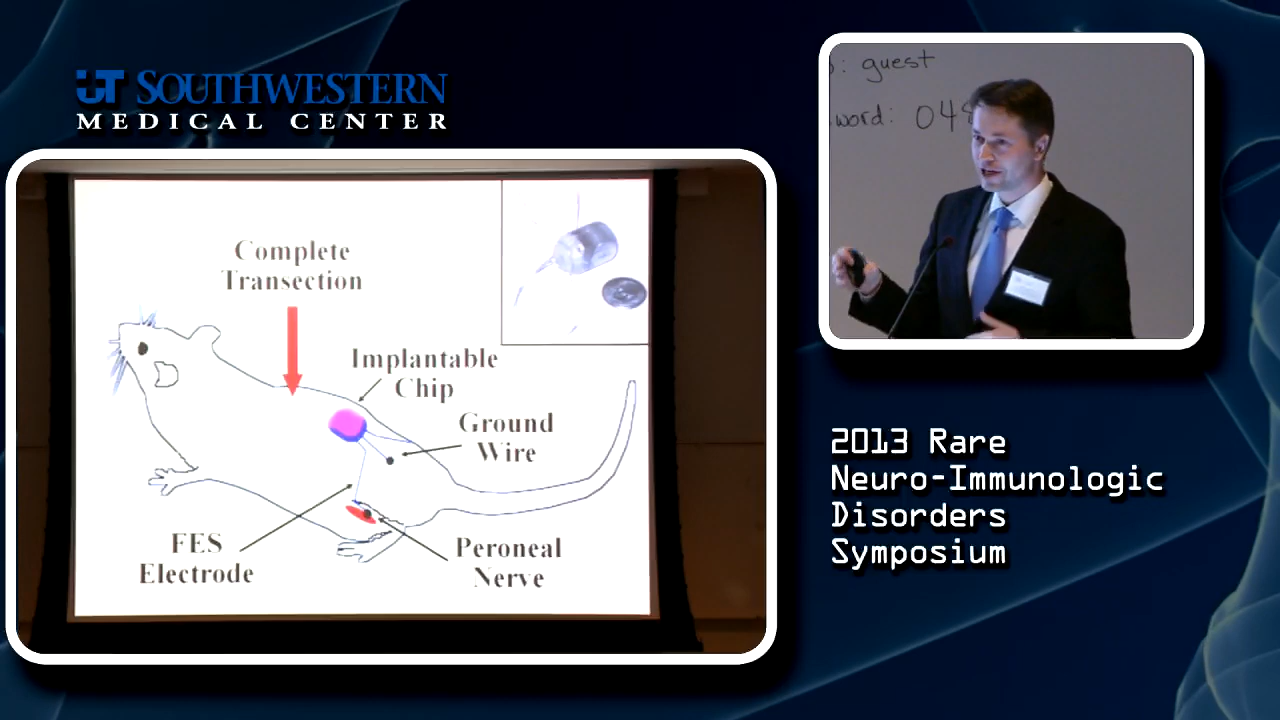 UT SOUTHWESTERN
MEDICAL CENTER
Complete
Transection
Implantable
Chip
Ground
Wire
FES
Electrode
Peroneal
Nerve
: guest
word: 04
2013 Rare
Neuro-Immunologic
Disorders
Symposium